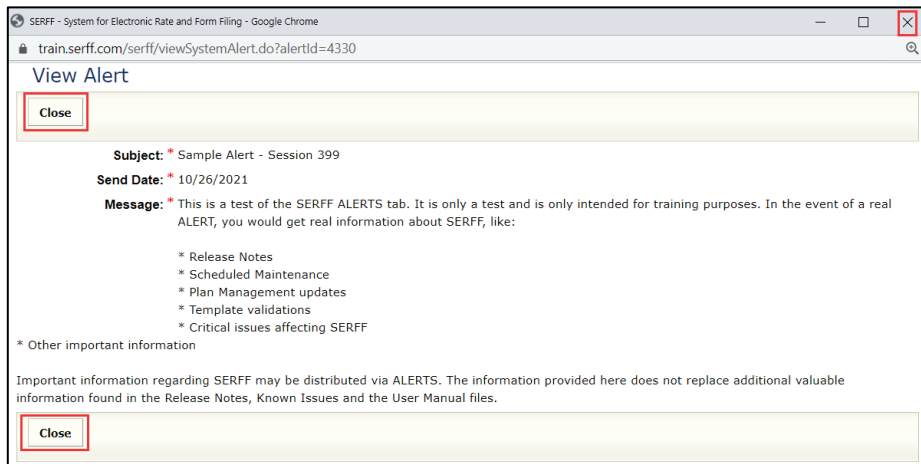 SERFF - System for Electronic Rate and Form Filing - Google Chrome
train.serff.com/serff/viewSystemAlert.do?alertId=4330
View Alert
Close
Subject: * Sample Alert - Session 399
Send Date: * 10/26/2021
Message: * This is a test of the SERFF ALERTS tab. It is only a test and is only intended for training purposes. In the event of a real
ALERT, you would get real information about SERFF, like:
* Release Notes
* Scheduled Maintenance
* Plan Management updates
* Template validations
* Critical issues affecting SERFF
* Other important information
Important information regarding SERFF may be distributed via ALERTS. The information provided here does not replace additional valuable
information found in the Release Notes, Known Issues and the User Manual files.
Close